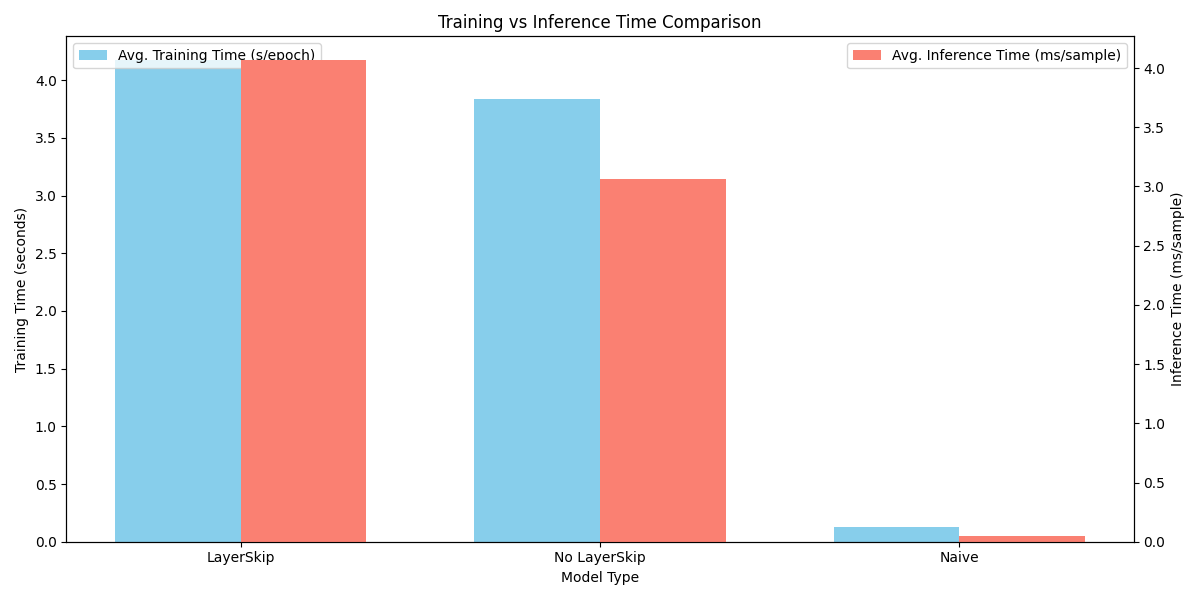 Training vs Inference Time Comparison
Avg. Training Time (s/epoch)
Avg. Inference Time (ms/sample)
Training Time (seconds)
4.0
3.5
3.0
2.5
2.0
1.5
1.0
0.5
0.0
Inference Time (ms/sample)
4.0
3.5
3.0
2.5
2.0
1.5
1.0
0.5
0.0
LayerSkip
No LayerSkip
Naive
Model Type